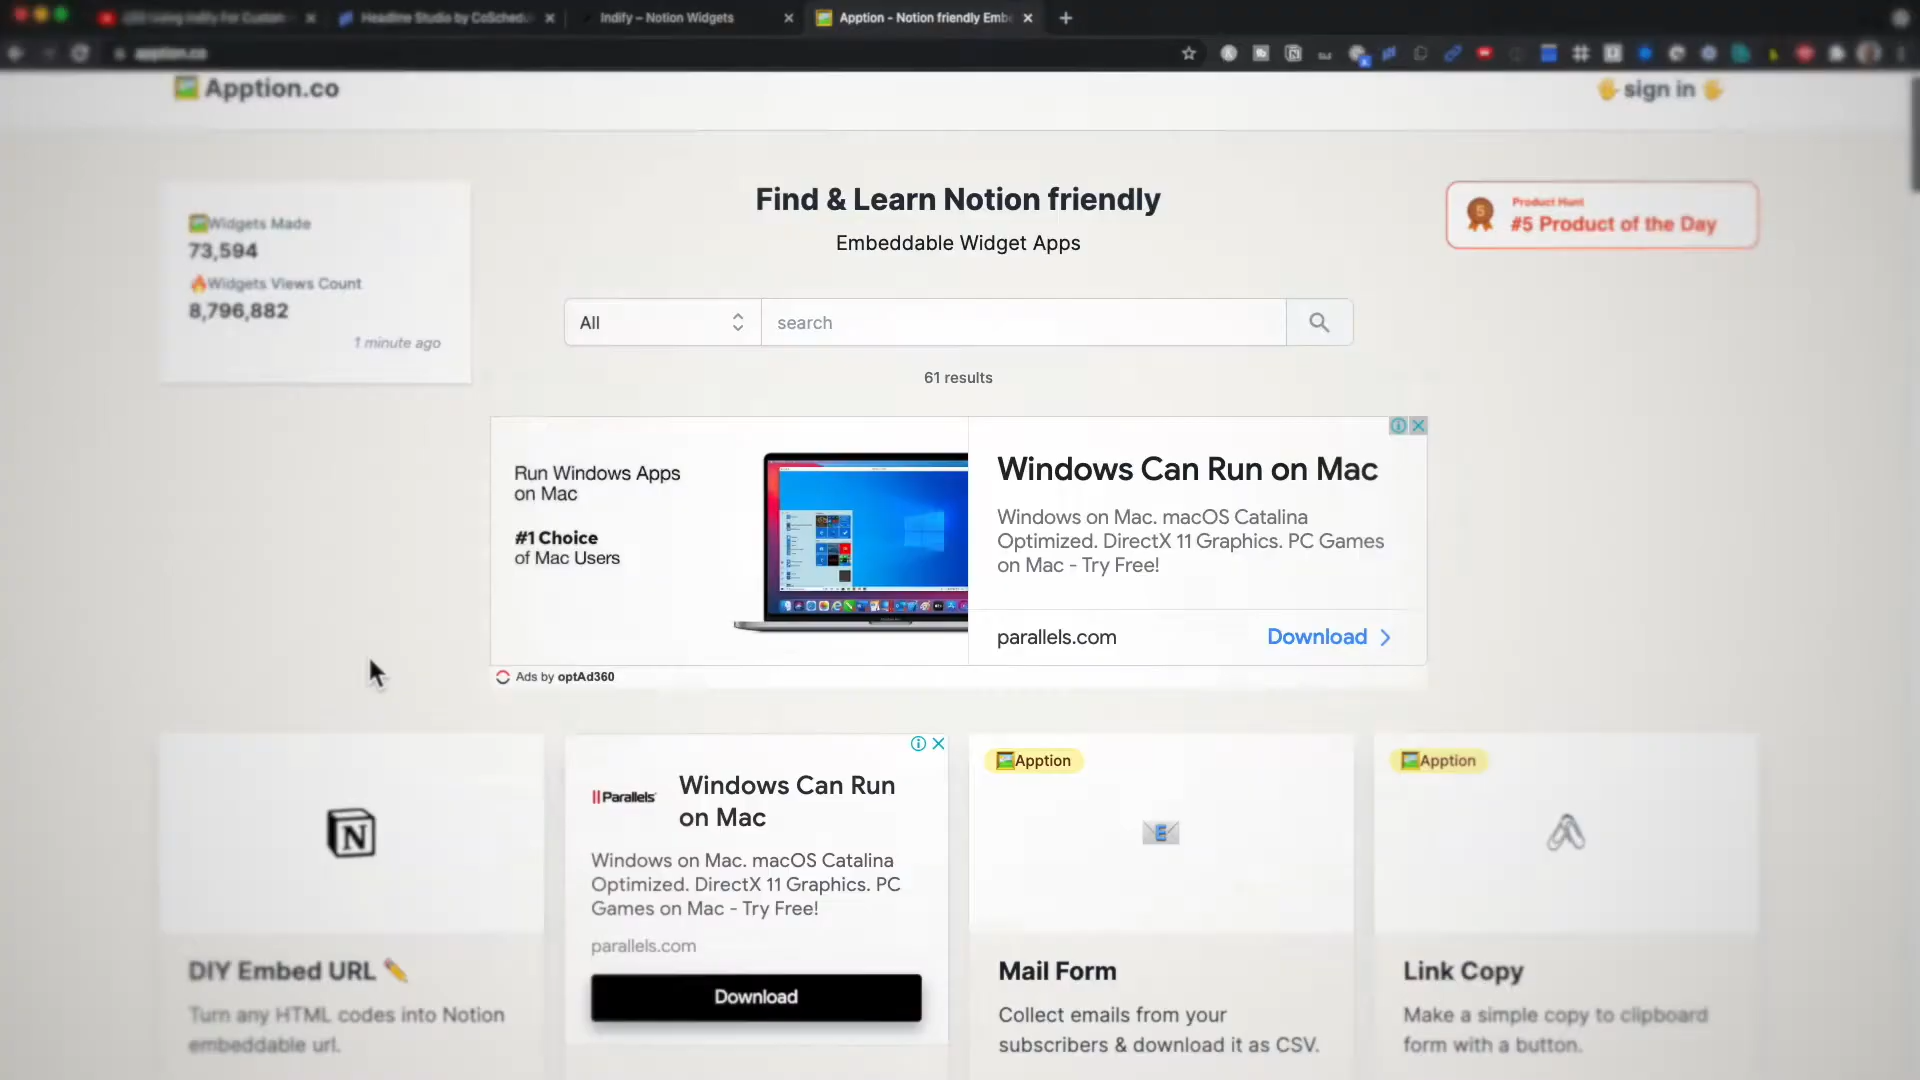 Headline Studio by CoSchedu
Indify – Notion Widgets
Apption - Notion friendly Emb
apption.co
Apption.co
sign in
Widgets Made
73,594
Widgets Views Count
8,796,882
1 minute ago
Find & Learn Notion friendly
Embeddable Widget Apps
Product Hunt
#5 Product of the Day
5
All
search
61 results
Run Windows Apps
on Mac
#1 Choice
of Mac Users
Windows Can Run on Mac
Windows on Mac. macOS Catalina
Optimized. DirectX 11 Graphics. PC Games
on Mac - Try Free!
parallels.com
Download
Ads by optAd360
N
DIY Embed URL
Turn any HTML codes into Notion
embeddable url.
Parallels
Windows Can Run
on Mac
Windows on Mac. macOS Catalina
Optimized. DirectX 11 Graphics. PC
Games on Mac - Try Free!
parallels.com
Download
Apption
E
Mail Form
Collect emails from your
subscribers & download it as CSV.
Apption
Link Copy
Make a simple copy to clipboard
form with a button.